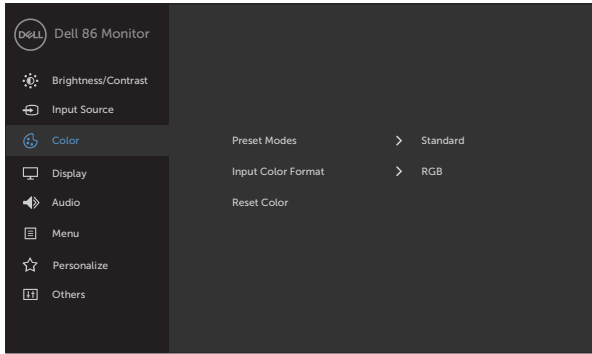 DELL
Dell 86 Monitor
Brightness/Contrast
Input Source
Color
Preset Modes
Standard
Display
Input Color Format
RGB
Audio
Reset Color
Menu
Personalize
Others